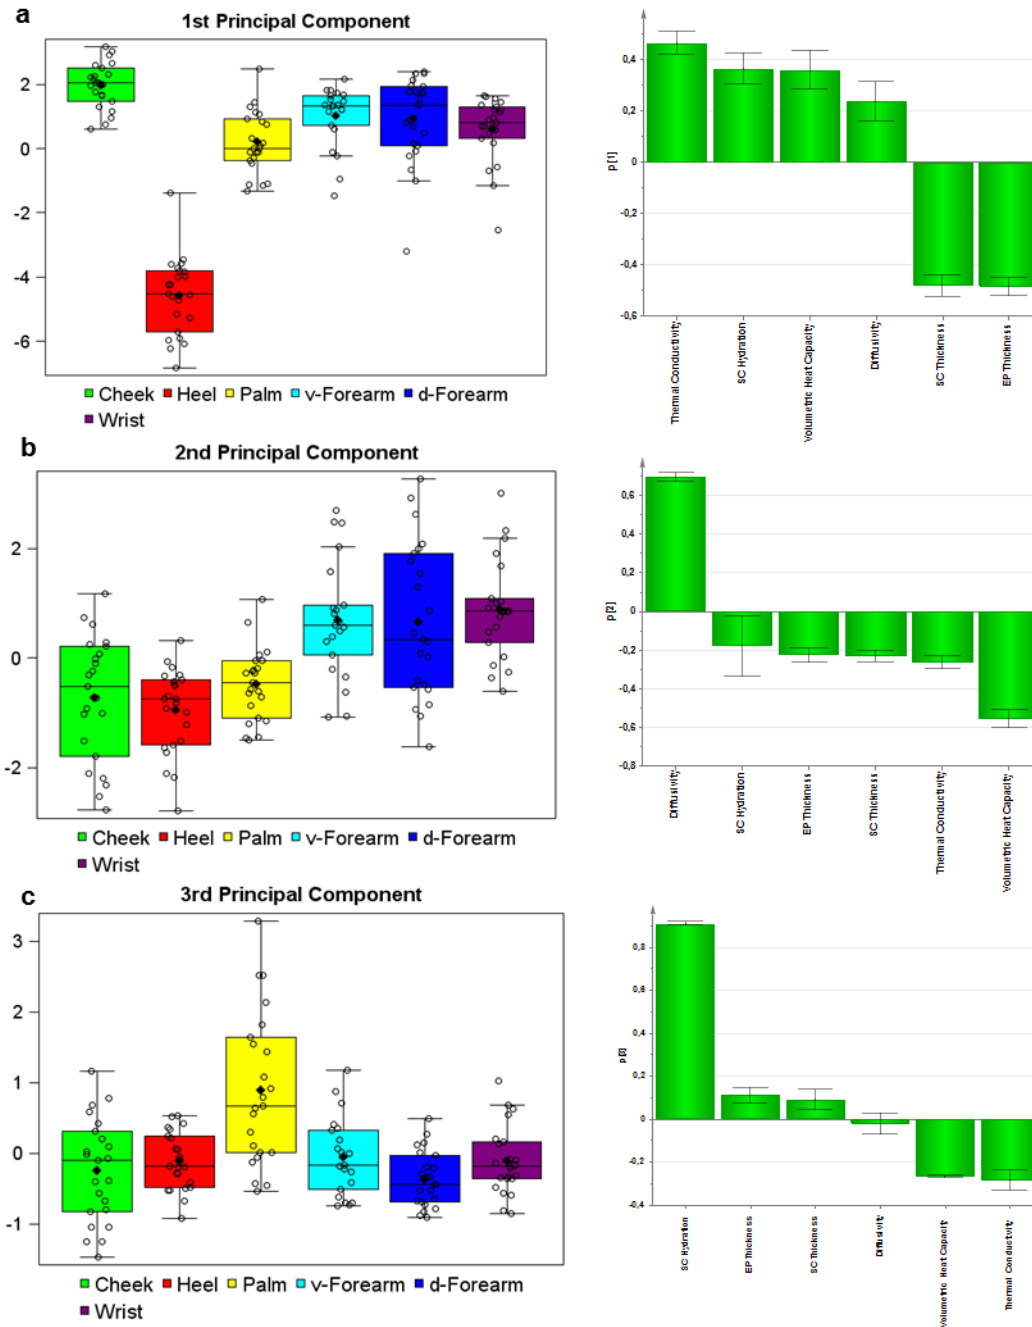 a
1st Principal Component
2
0
-2
-4
-6
Cheek Heel Palm v-Forearm d-Forearm
Wrist
p[1]
0,4
0,2
0
-0,2
-0,4
-0,6
Thermal Conductivity
SC Hydration
Volumetric Heat Capacity
Diffusivity
SC Thickness
EP Thickness
b
2nd Principal Component
2
0
-2
Cheek Heel Palm v-Forearm d-Forearm
Wrist
p[2]
0,6
0,4
0,2
0
-0,2
-0,4
-0,6
-0,8
Diffusivity
SC Hydration
EP Thickness
SC Thickness
Thermal Conductivity
Volumetric Heat Capacity
c
3rd Principal Component
3
2
1
0
-1
Cheek Heel Palm v-Forearm d-Forearm
Wrist
p[3]
0,8
0,6
0,4
0,2
0
-0,2
-0,4
SC Hydration
EP Thickness
SC Thickness
Diffusivity
Volumetric Heat Capacity
Thermal Conductivity